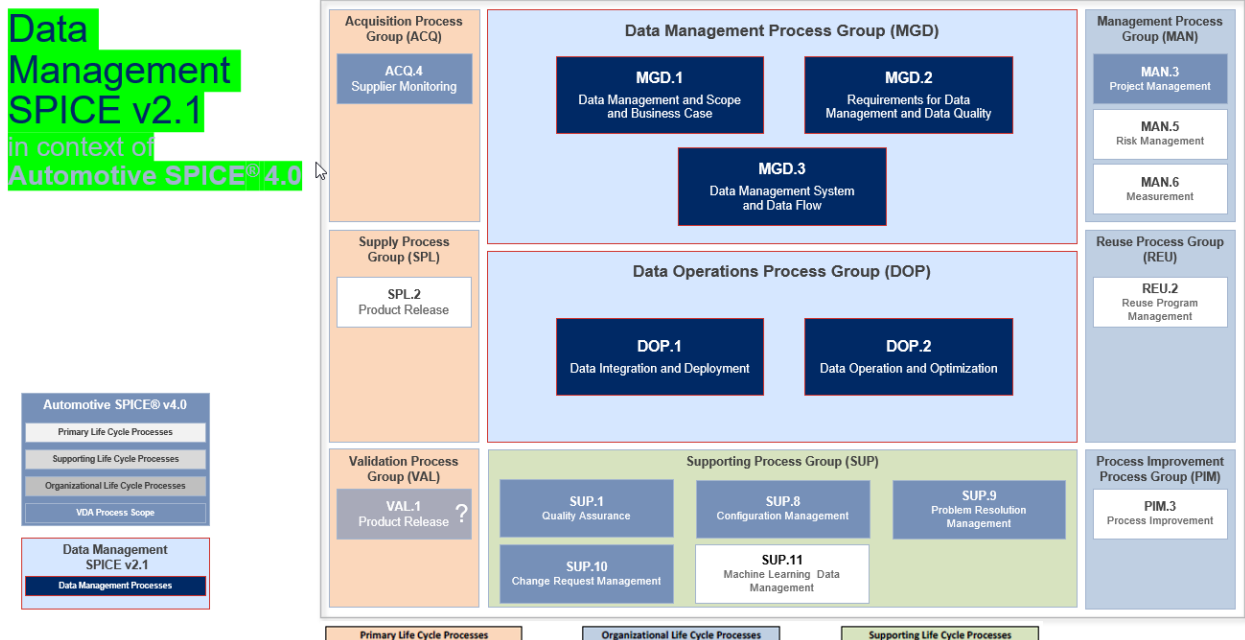 Data
Management
SPICE v2.1
in context of
Automotive SPICE® 4.0
Acquisition Process
Group (ACQ)
ACQ.4
Supplier Monitoring
Data Management Process Group (MGD)
MGD.1
Data Management and Scope
and Business Case
MGD.2
Requirements for Data
Management and Data Quality
MGD.3
Data Management System
and Data Flow
Management Process
Group (MAN)
MAN.3
Project Management
MAN.5
Risk Management
MAN.6
Measurement
Supply Process
Group (SPL)
SPL.2
Product Release
Data Operations Process Group (DOP)
DOP.1
Data Integration and Deployment
DOP.2
Data Operation and Optimization
Reuse Process Group
(REU)
REU.2
Reuse Program
Management
Automotive SPICE® v4.0
Primary Life Cycle Processes
Supporting Life Cycle Processes
Organizational Life Cycle Processes
VDA Process Scope
Data Management
SPICE v2.1
Data Management Processes
Validation Process
Group (VAL)
VAL.1
Product Release ?
Supporting Process Group (SUP)
SUP.1
Quality Assurance
SUP.8
Configuration Management
SUP.9
Problem Resolution
Management
SUP.10
Change Request Management
SUP.11
Machine Learning Data
Management
Process Improvement
Process Group (PIM)
PIM.3
Process Improvement
Primary Life Cycle Processes
Organizational Life Cycle Processes
Supporting Life Cycle Processes